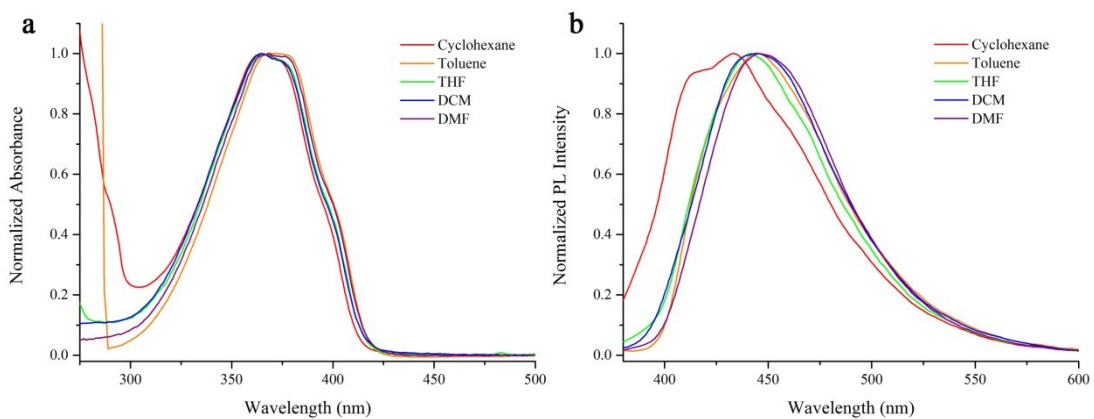 a
Normalized Absorbance
1.0
0.8
0.6
0.4
0.2
0.0
300
350
400
450
500
Wavelength (nm)
Cyclohexane
Toluene
THF
DCM
DMF
b
Normalized PL Intensity
1.0
0.8
0.6
0.4
0.2
0.0
400
450
500
550
600
Wavelength (nm)
Cyclohexane
Toluene
THF
DCM
DMF